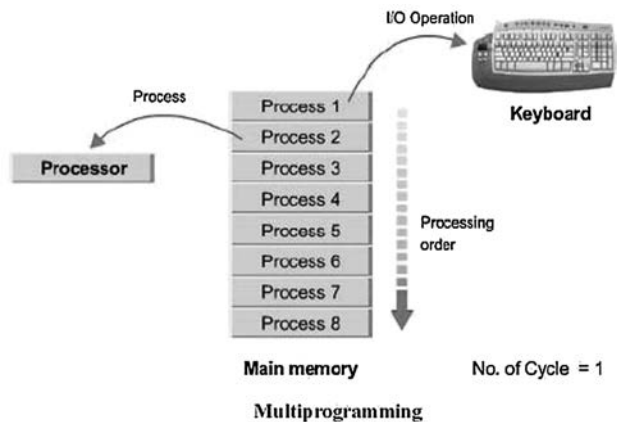 I/O Operation
Keyboard
Process
Processor
Process 1
Process 2
Process 3
Process 4
Process 5
Process 6
Process 7
Process 8
Processing
order
Main memory
No. of Cycle = 1
Multiprogramming